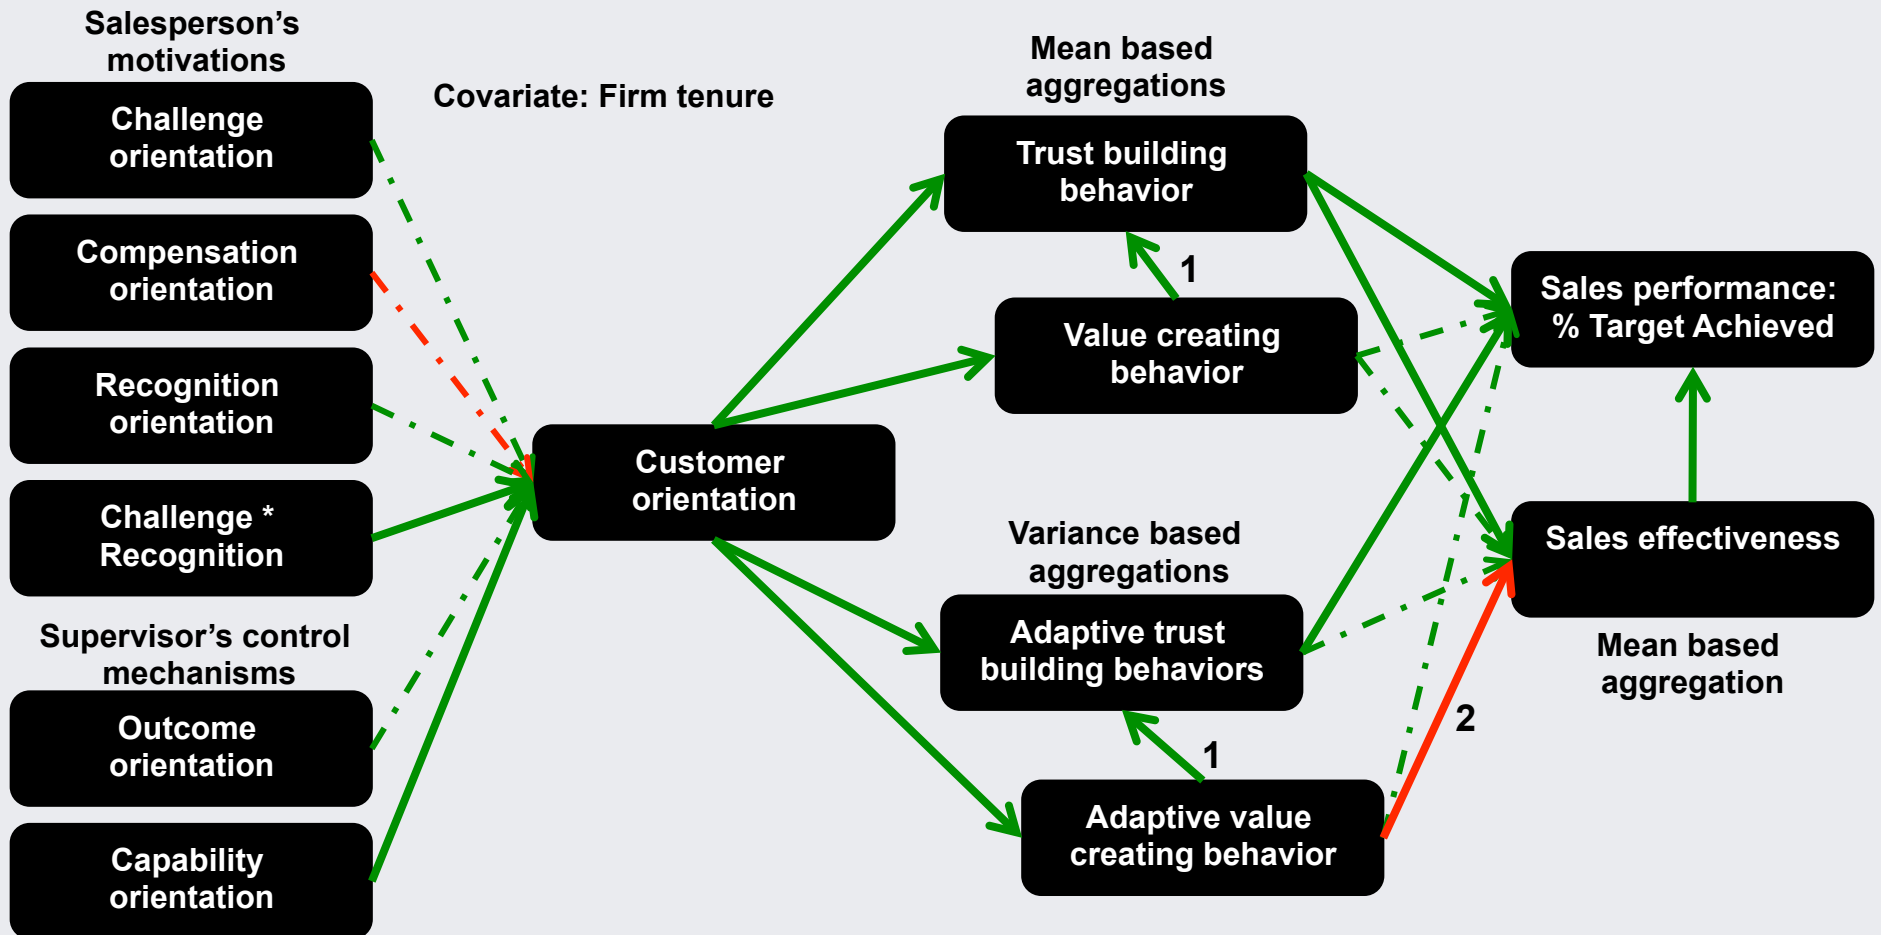 Salesperson's
motivations
Challenge
orientation
Compensation
orientation
Recognition
orientation
Challenge *
Recognition
Supervisor's control
mechanisms
Outcome
orientation
Capability
orientation
Covariate: Firm tenure
Customer
orientation
Mean based
aggregations
Trust building
behavior
1
Value creating
behavior
Variance based
aggregations
Adaptive trust
building behaviors
1
Adaptive value
creating behavior
2
Sales performance:
% Target Achieved
Sales effectiveness
Mean based
aggregation